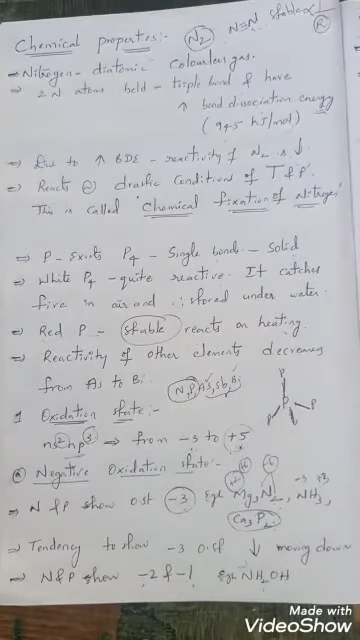 Chemical properties:- N2 N≡N stable ∝ 1/R
⇒ Nitrogen - diatomic colourless gas.
⇒ 2 N atoms held - triple bond & have
↑ bond dissociation energy
(945 kJ/mol)
⇒ Due to ↑ BDE - reactivity of N2 is ↓.
⇒ Reacts @ drastic condition of T & P.
This is called "Chemical fixation of Nitrogen"
⇒ P - Exists P4 - Single bonds - Solid
⇒ White P4 - quite reactive. It catches
fire in air and ∴ stored under water.
⇒ Red P - stable reacts on heating.
⇒ Reactivity of other elements decreases
from As to Bi. N, P, As, Sb, Bi
1 Oxidation state:- P
ns2np3 ⇒ from -3 to +5 P P
@ Negative Oxidation state:-
⇒ N & P show o.st -3 Eg:- Mg3N2, NH3,
Ca3P2
⇒ Tendency to show -3 o.s of ↓ moving down
⇒ N & P show -2 & -1 Eg:- NH2OH
Made with
VideoShow